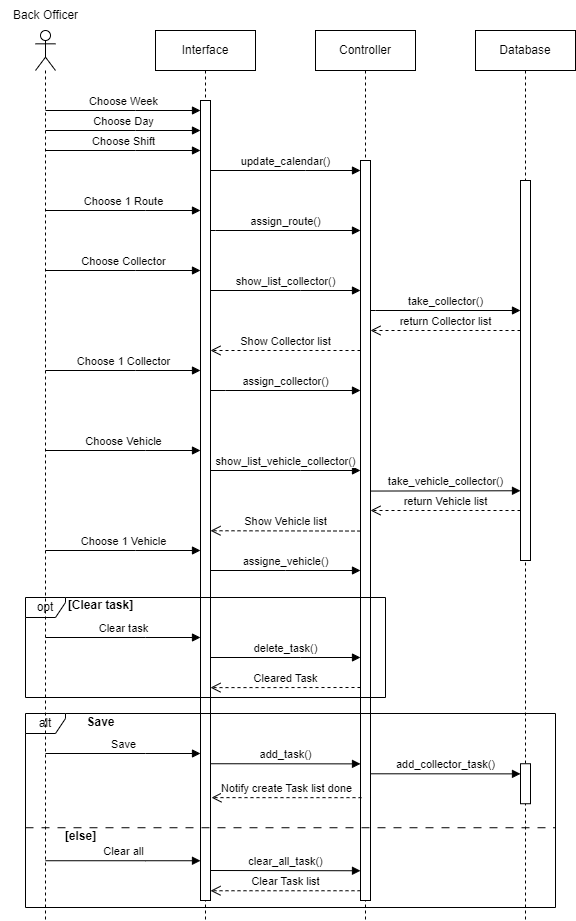 Back Officer
Interface
Controller
Database
Choose Week
Choose Day
Choose Shift
update_calendar()
Choose 1 Route
assign_route()
Choose Collector
show_list_collector()
take_collector()
return Collector list
Show Collector list
Choose 1 Collector
assign_collector()
Choose Vehicle
show_list_vehicle_collector()
take_vehicle_collector()
return Vehicle list
Show Vehicle list
Choose 1 Vehicle
assigne_vehicle()
opt
[Clear task]
Clear task
delete_task()
Cleared Task
alt
Save
Save
add_task()
add_collector_task()
Notify create Task list done
[else]
Clear all
clear_all_task()
Clear Task list